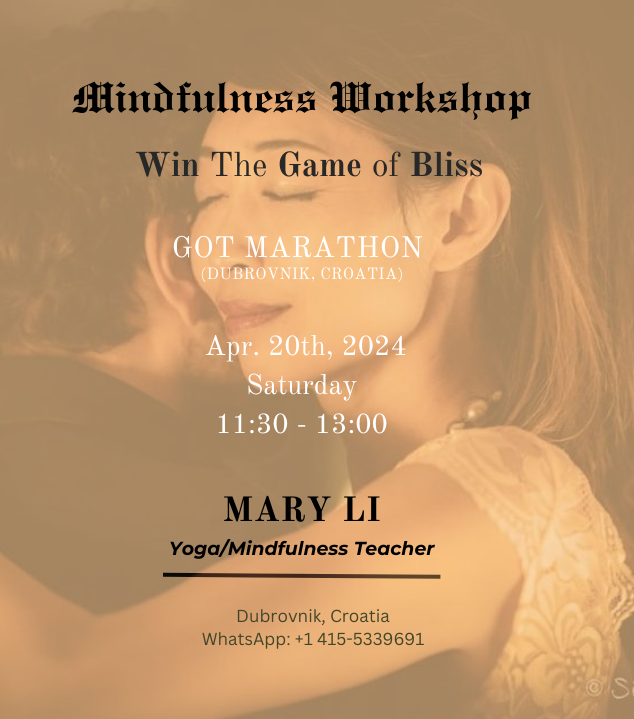 Mindfulness Workshop
Win The Game of Bliss
GOT MARATHON
(DUBROVNIK, CROATIA)
Apr. 20th, 2024
Saturday
11:30 - 13:00
MARY LI
Yoga/Mindfulness Teacher
Dubrovnik, Croatia
WhatsApp: +1 415-5339691